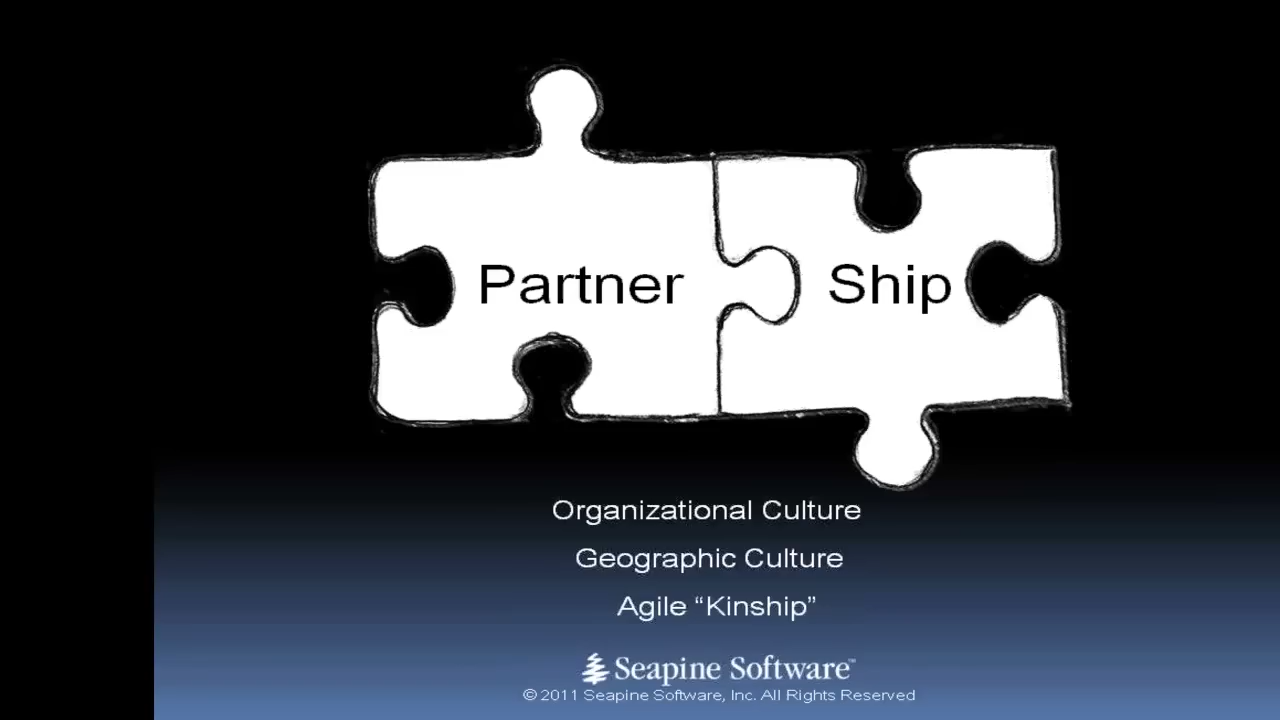 Partner Ship
Organizational Culture
Geographic Culture
Agile “Kinship”
Seapine Software™
© 2011 Seapine Software, Inc. All Rights Reserved